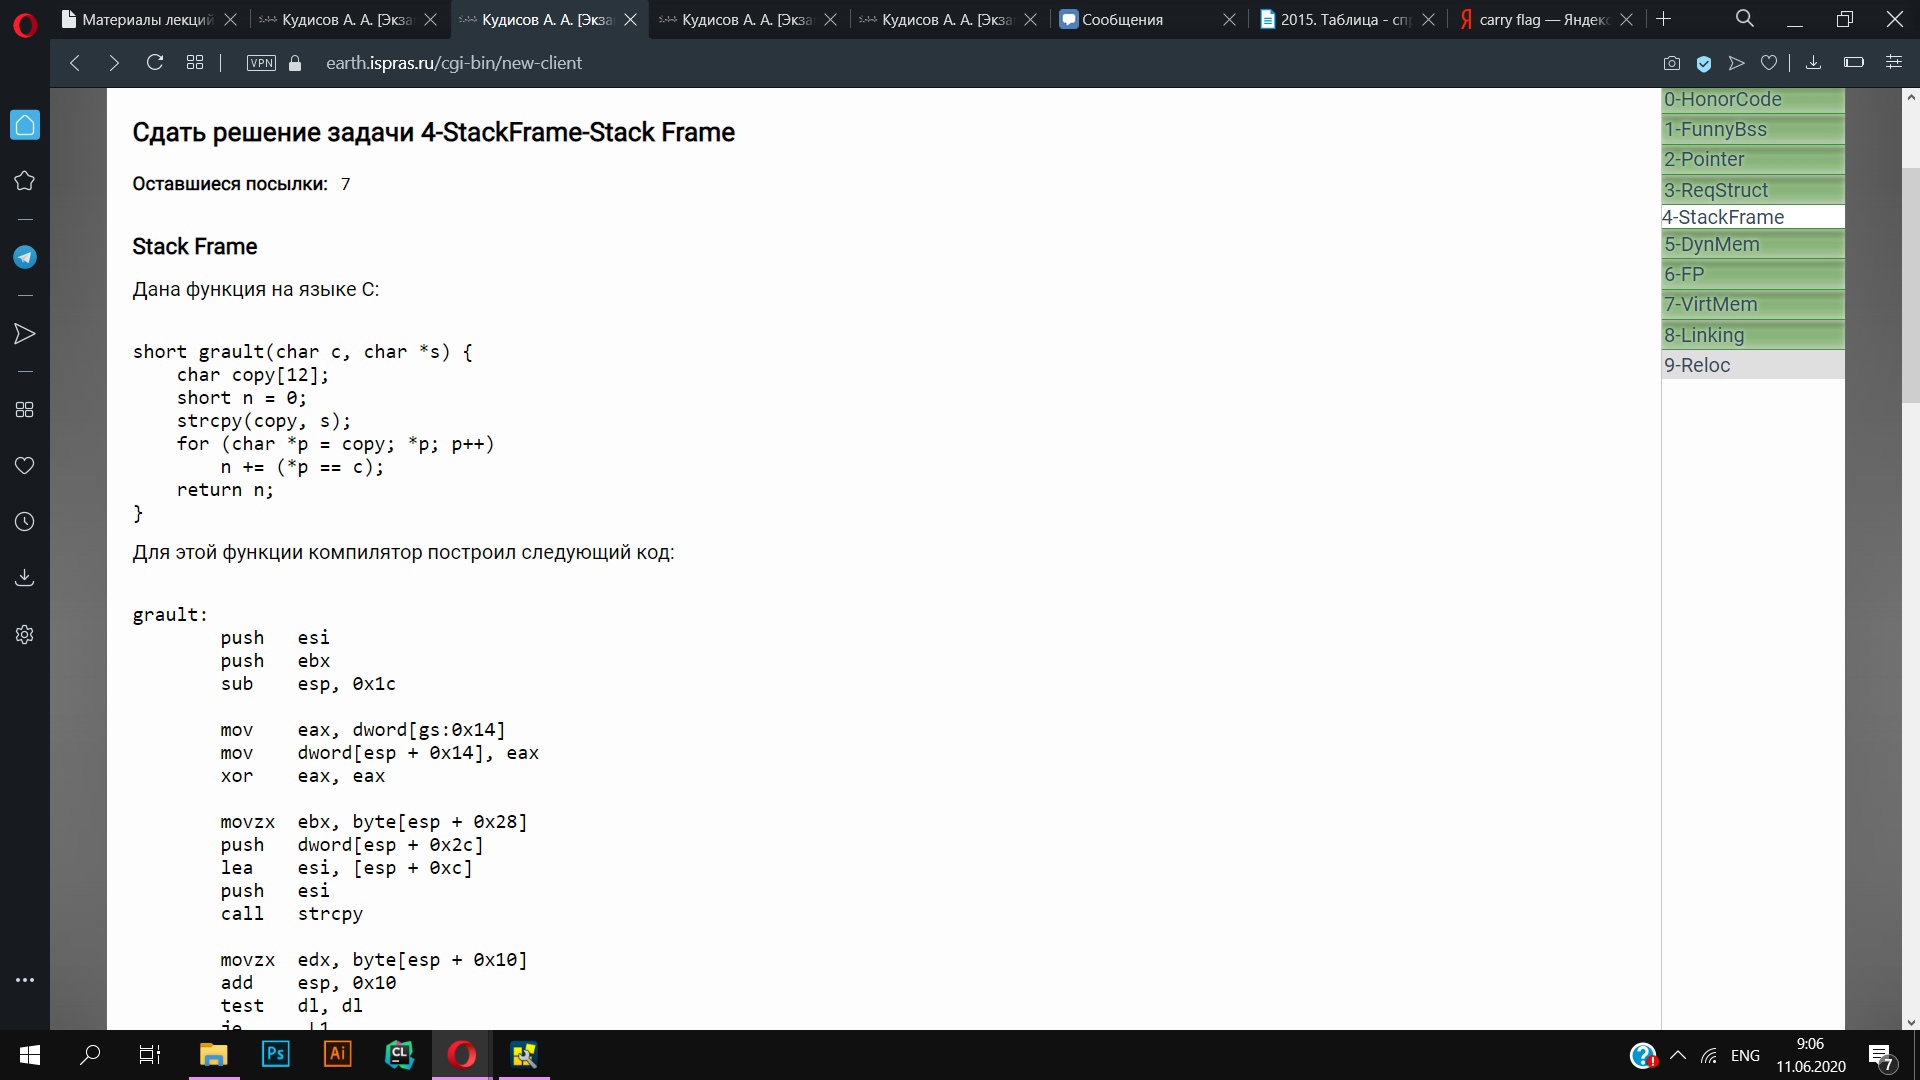 Материалы лекций
Кудисов А. А. [Экза
Кудисов А. А. [Экза
Кудисов А. А. [Экза
Кудисов А. А. [Экза
Сообщения
2015. Таблица - спр
carry flag — Яндекс
VPN
earth.ispras.ru/cgi-bin/new-client
Сдать решение задачи 4-StackFrame-Stack Frame
Оставшиеся посылки: 7
Stack Frame
Дана функция на языке C:
short grault(char c, char *s) {
    char copy[12];
    short n = 0;
    strcpy(copy, s);
    for (char *p = copy; *p; p++)
        n += (*p == c);
    return n;
}
Для этой функции компилятор построил следующий код:
grault:
        push   esi
        push   ebx
        sub    esp, 0x1c
        mov    eax, dword[gs:0x14]
        mov    dword[esp + 0x14], eax
        xor    eax, eax
        movzx  ebx, byte[esp + 0x28]
        push   dword[esp + 0x2c]
        lea    esi, [esp + 0xc]
        push   esi
        call   strcpy
        movzx  edx, byte[esp + 0x10]
        add    esp, 0x10
        test   dl, dl
        je     .L1
0-HonorCode
1-FunnyBss
2-Pointer
3-ReqStruct
4-StackFrame
5-DynMem
6-FP
7-VirtMem
8-Linking
9-Reloc
Ps
Ai
CL
ENG
9:06
11.06.2020
7